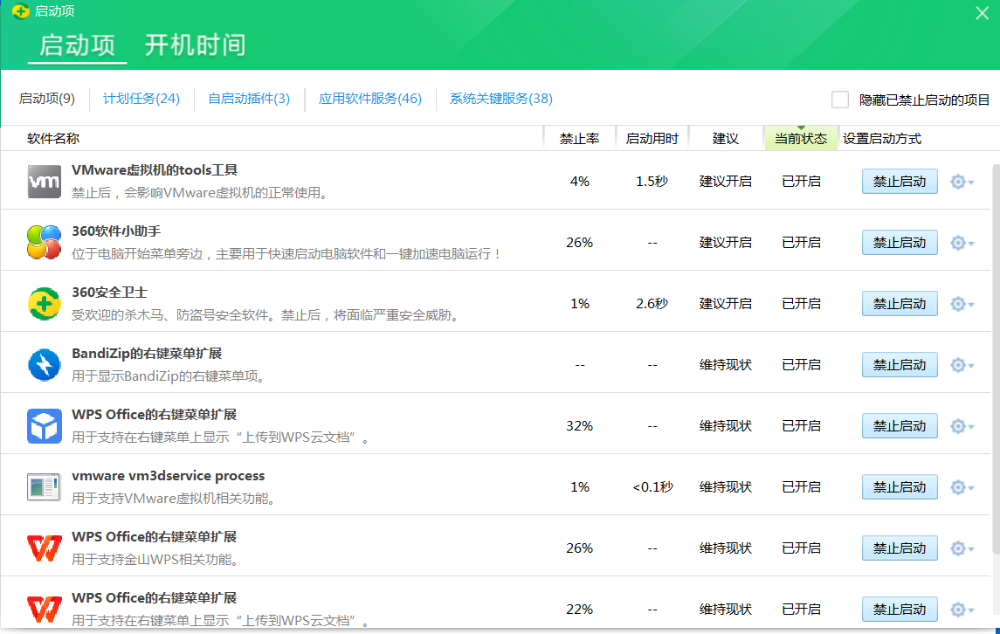 启动项
启动项 开机时间
启动项(9) 计划任务(24) 自启动插件(3) 应用软件服务(46) 系统关键服务(38) 隐藏已禁止启动的项目
软件名称 禁止率 启动用时 建议 当前状态 设置启动方式
VMware虚拟机的tools工具
禁止后，会影响VMware虚拟机的正常使用。
4% 1.5秒 建议开启 已开启 禁止启动
360软件小助手
位于电脑开始菜单旁边，主要用于快速启动电脑软件和一键加速电脑运行！
26% -- 建议开启 已开启 禁止启动
360安全卫士
受欢迎的杀木马、防盗号安全软件。禁止后，将面临严重安全威胁。
1% 2.6秒 建议开启 已开启 禁止启动
BandiZip的右键菜单扩展
用于显示BandiZip的右键菜单项。
-- -- 维持现状 已开启 禁止启动
WPS Office的右键菜单扩展
用于支持在右键菜单上显示“上传到WPS云文档”。
32% -- 维持现状 已开启 禁止启动
vmware vm3dservice process
用于支持VMware虚拟机相关功能。
1% <0.1秒 维持现状 已开启 禁止启动
WPS Office的右键菜单扩展
用于支持金山WPS相关功能。
26% -- 维持现状 已开启 禁止启动
WPS Office的右键菜单扩展
用于支持在右键菜单上显示“上传到WPS云文档”。
22% -- 维持现状 已开启 禁止启动